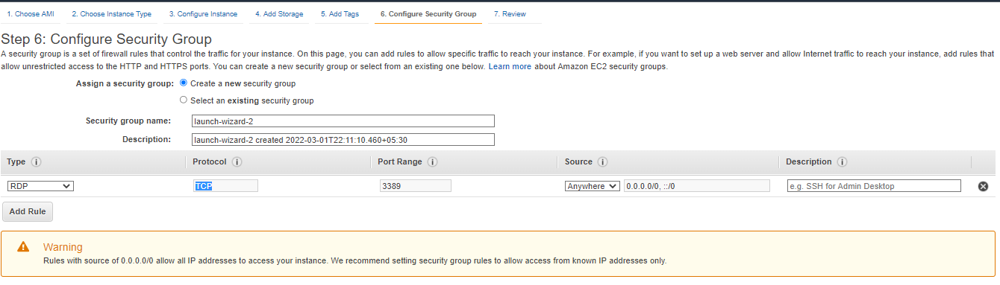 1. Choose AMI 2. Choose Instance Type 3. Configure Instance 4. Add Storage 5. Add Tags 6. Configure Security Group 7. Review
Step 6: Configure Security Group
A security group is a set of firewall rules that control the traffic for your instance. On this page, you can add rules to allow specific traffic to reach your instance. For example, if you want to set up a web server and allow Internet traffic to reach your instance, add rules that
allow unrestricted access to the HTTP and HTTPS ports. You can create a new security group or select from an existing one below. Learn more about Amazon EC2 security groups.
Assign a security group: Create a new security group
Select an existing security group
Security group name: launch-wizard-2
Description: launch-wizard-2 created 2022-03-01T22:11:10.460+05:30
Type i Protocol i Port Range i Source i Description i
RDP TCP 3389 Anywhere 0.0.0.0/0, ::/0 e.g. SSH for Admin Desktop
Add Rule
Warning
Rules with source of 0.0.0.0/0 allow all IP addresses to access your instance. We recommend setting security group rules to allow access from known IP addresses only.